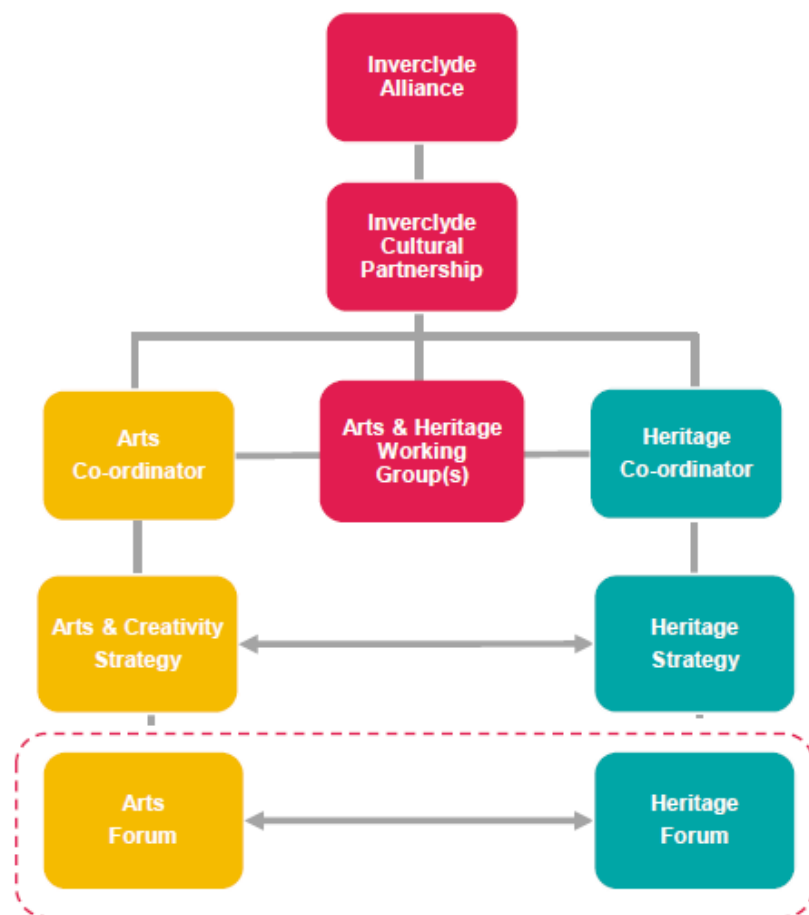 Inverclyde
Alliance
Inverclyde
Cultural
Partnership
Arts
Co-ordinator
Arts & Heritage
Working
Group(s)
Heritage
Co-ordinator
Arts & Creativity
Strategy
Heritage
Strategy
Arts
Forum
Heritage
Forum